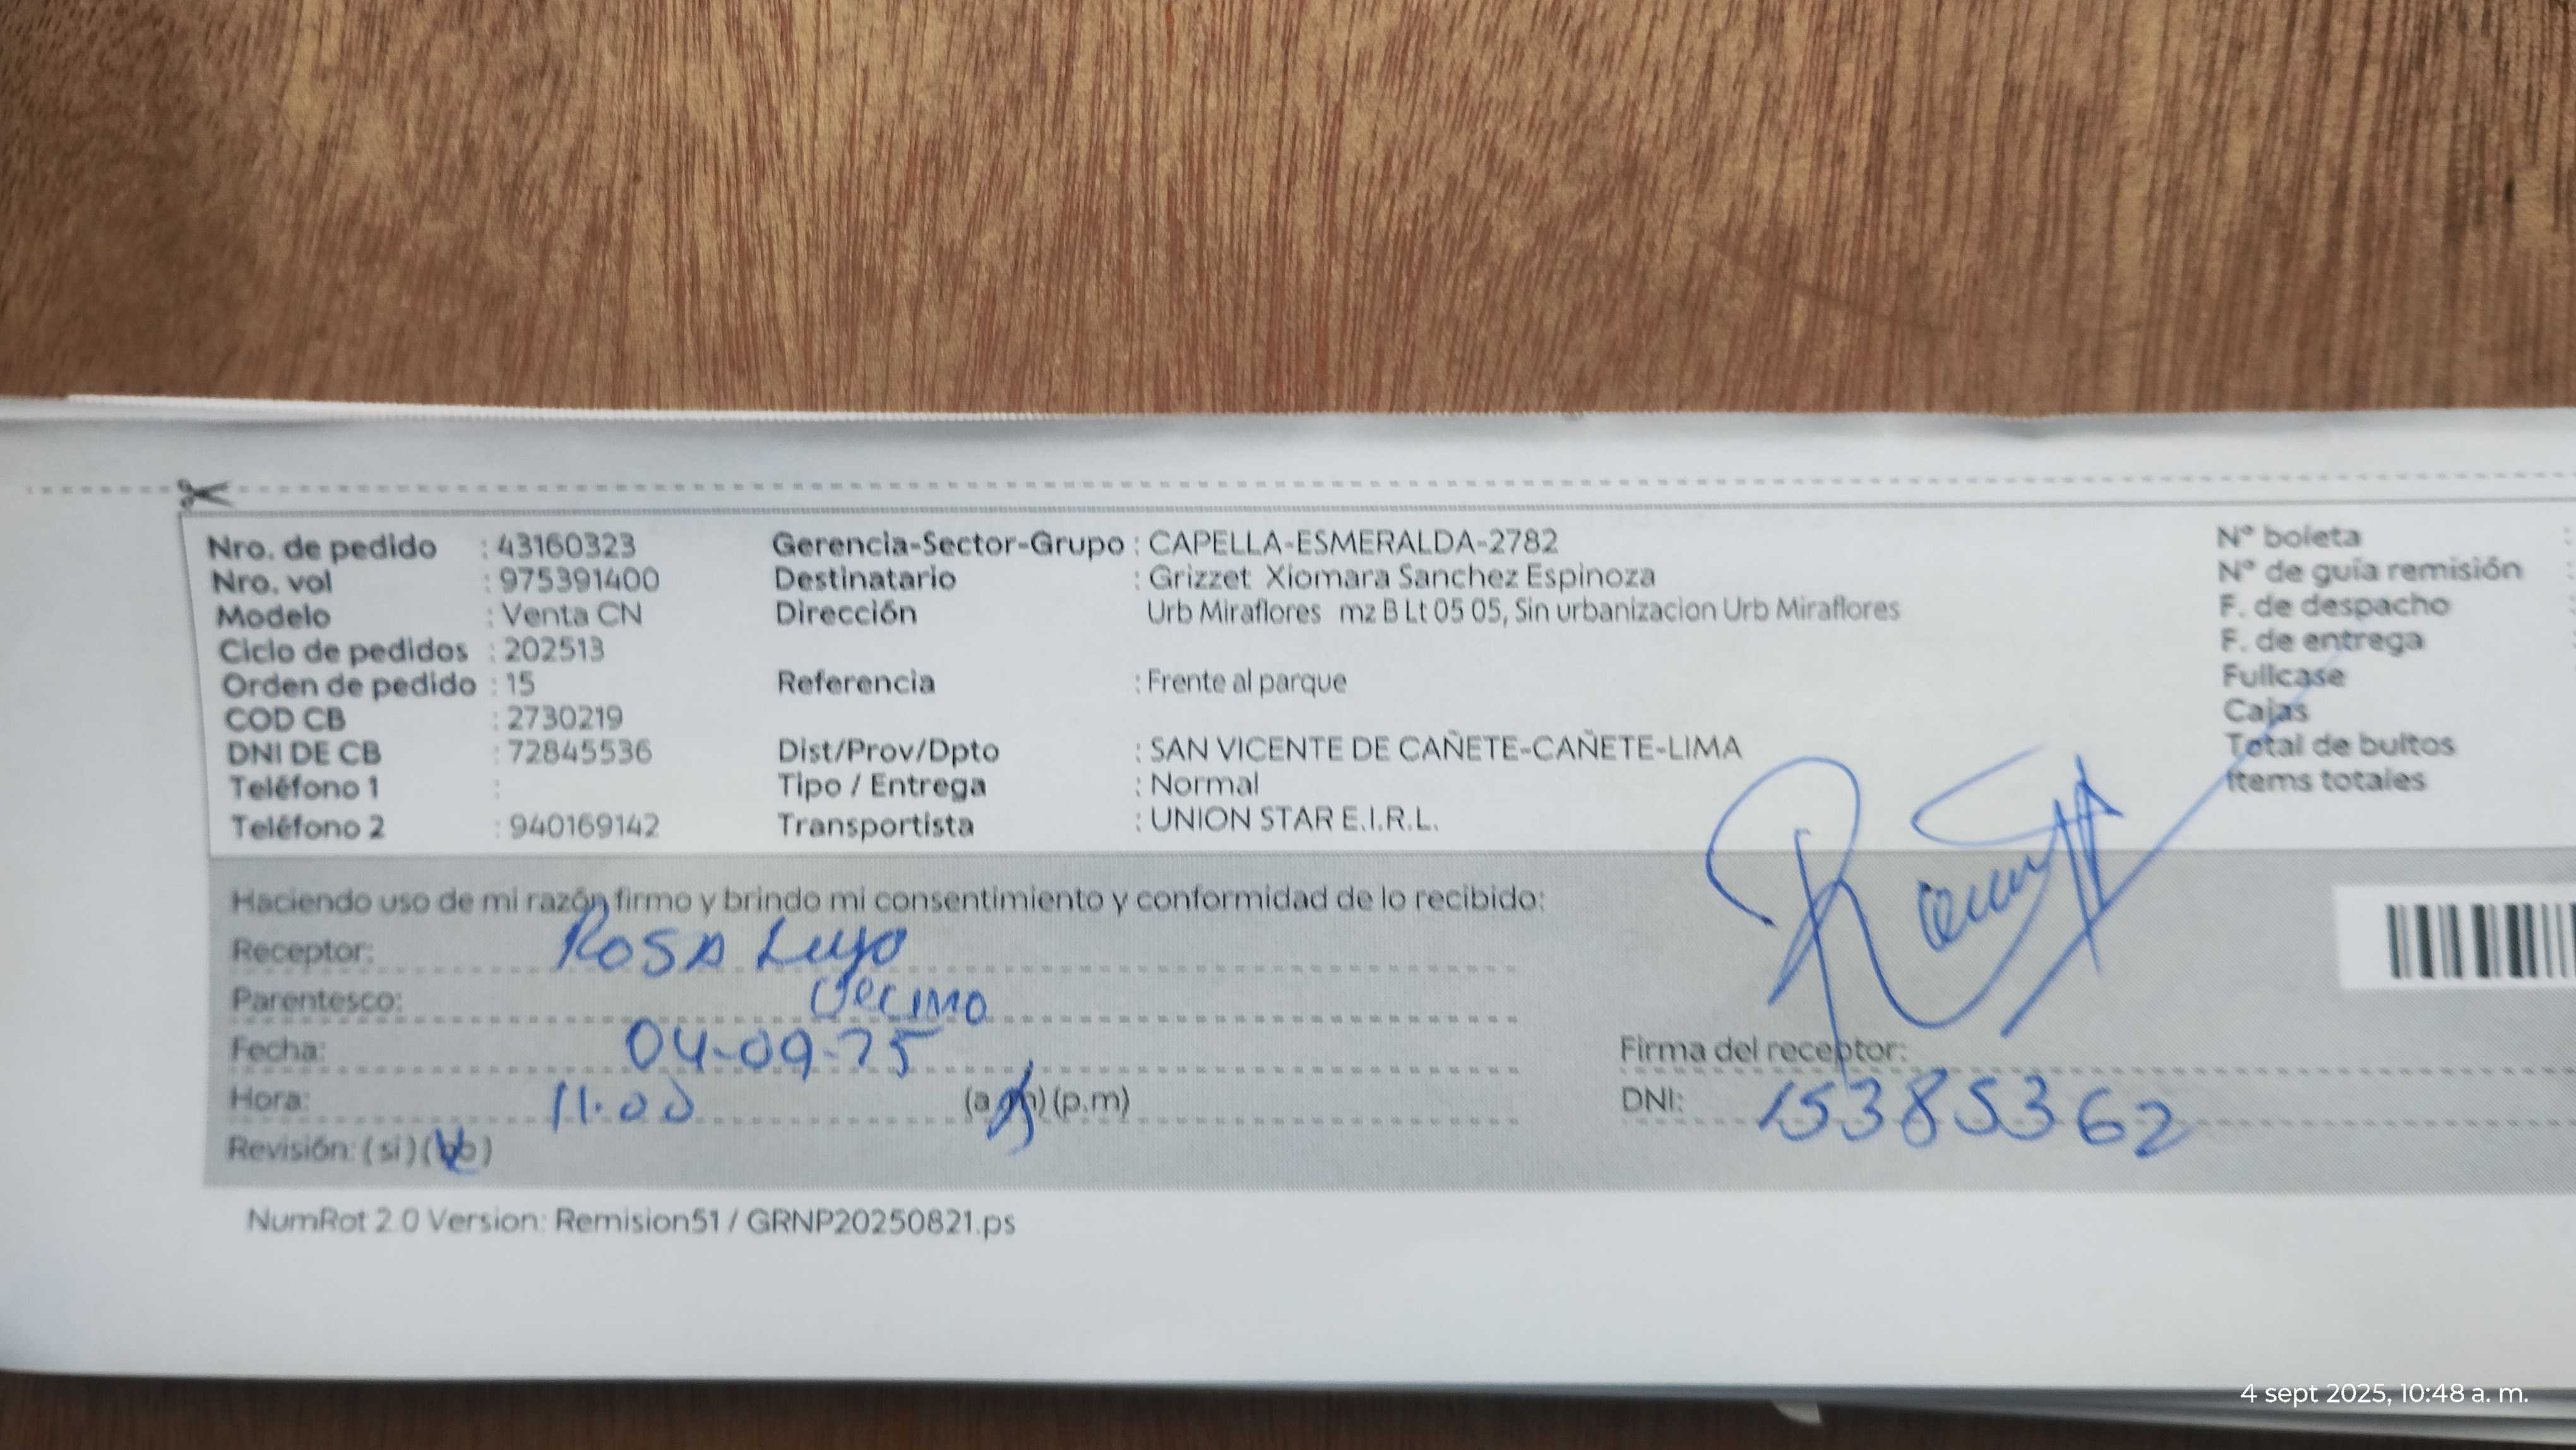 Nro. de pedido : 43160323 Gerencia-Sector-Grupo : CAPELLA-ESMERALDA-2782 N° boleta :
Nro. vol : 975391400 Destinatario : Grizzet Xiomara Sanchez Espinoza N° de guía remisión :
Modelo : Venta CN Dirección Urb Miraflores mz B Lt 05 05, Sin urbanizacion Urb Miraflores F. de despacho
Ciclo de pedidos : 202513 F. de entrega
Orden de pedido : 15 Referencia : Frente al parque Fullcase
COD CB : 2730219 Cajas
DNI DE CB : 72845536 Dist/Prov/Dpto : SAN VICENTE DE CAÑETE-CAÑETE-LIMA Total de bultos
Teléfono 1 : Tipo / Entrega : Normal Items totales
Teléfono 2 : 940169142 Transportista : UNION STAR E.I.R.L.
Haciendo uso de mi razón firmo y brindo mi consentimiento y conformidad de lo recibido:
Receptor: ROSA Luyo
Parentesco: Vecino
Fecha: 04-09-25 Firma del receptor:
Hora: 11.00 (a.m) (p.m) DNI: 15385362
Revisión: (si) (no)
NumRot 2.0 Version: Remision51 / GRNP20250821.ps
4 sept 2025, 10:48 a. m.